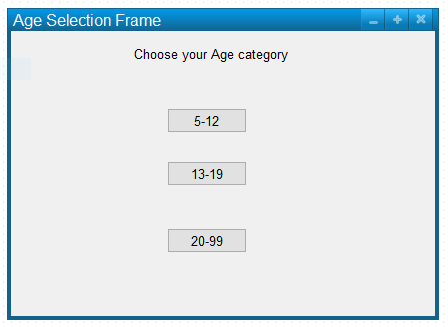 Age Selection Frame
Choose your Age category
5-12
13-19
20-99